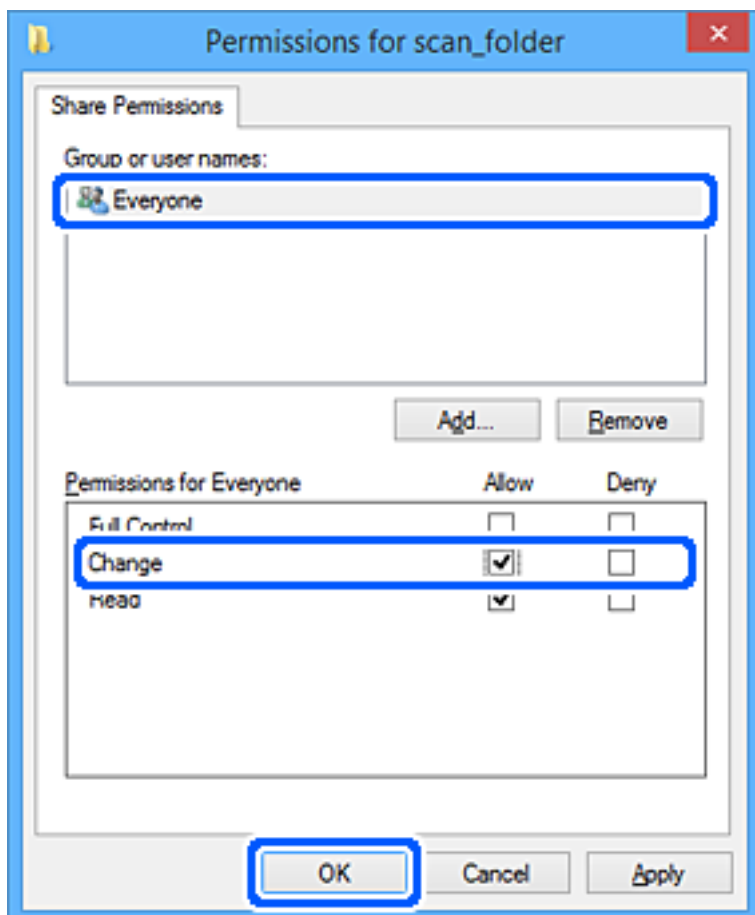 Permissions for scan_folder
Share Permissions
Group or user names:
Everyone
Add... Remove
Permissions for Everyone Allow Deny
Full Control
Change
Read
OK Cancel Apply